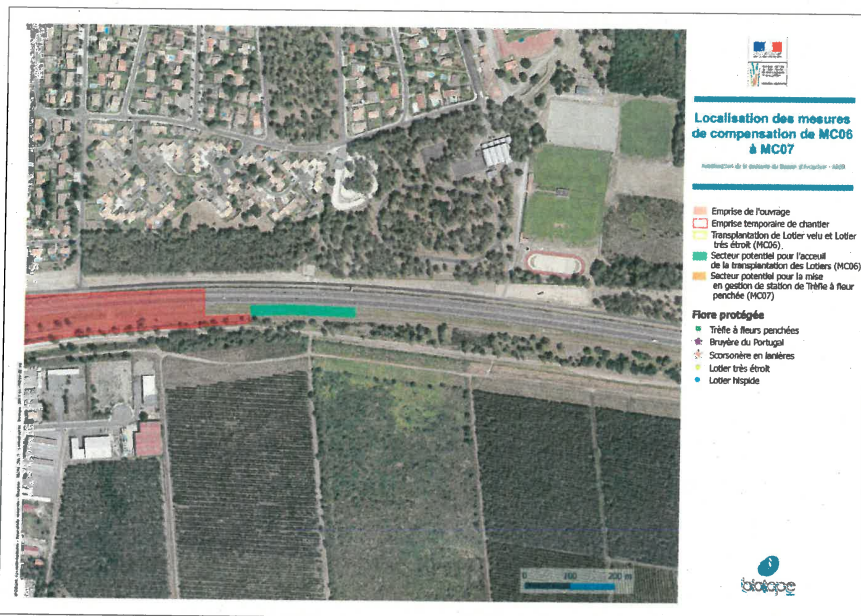 Localisation des mesures
de compensation de MC06
à MC07
Emprise de l'ouvrage
Emprise temporaire de chantier
Transplantation de Lotier velu et Lotier
très étroit (MC06)
Secteur potentiel pour l'acceuil
de la transplantation des Lotiers (MC06)
Secteur potentiel pour la mise
en gestion de station de Trèfle à fleur
penchée (MC07)
Flore protégée
Trèfle à fleurs penchées
Bruyère du Portugal
Scorsonère en lanières
Lotier très étroit
Lotier hispide
0 100 200 m
biotope